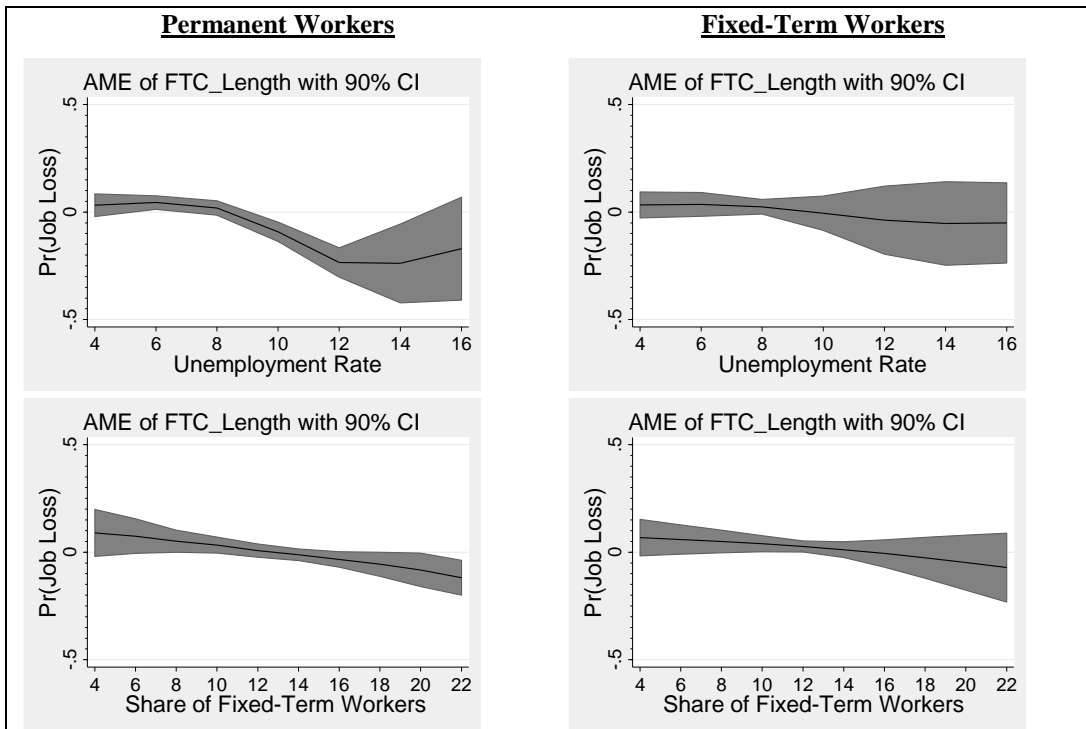 Permanent Workers
Fixed-Term Workers
AME of FTC_Length with 90% CI
Pr(Job Loss)
.5
0
-.5
4 6 8 10 12 14 16
Unemployment Rate
AME of FTC_Length with 90% CI
Pr(Job Loss)
.5
0
-.5
4 6 8 10 12 14 16
Unemployment Rate
AME of FTC_Length with 90% CI
Pr(Job Loss)
.5
0
-.5
4 6 8 10 12 14 16 18 20 22
Share of Fixed-Term Workers
AME of FTC_Length with 90% CI
Pr(Job Loss)
.5
0
-.5
4 6 8 10 12 14 16 18 20 22
Share of Fixed-Term Workers